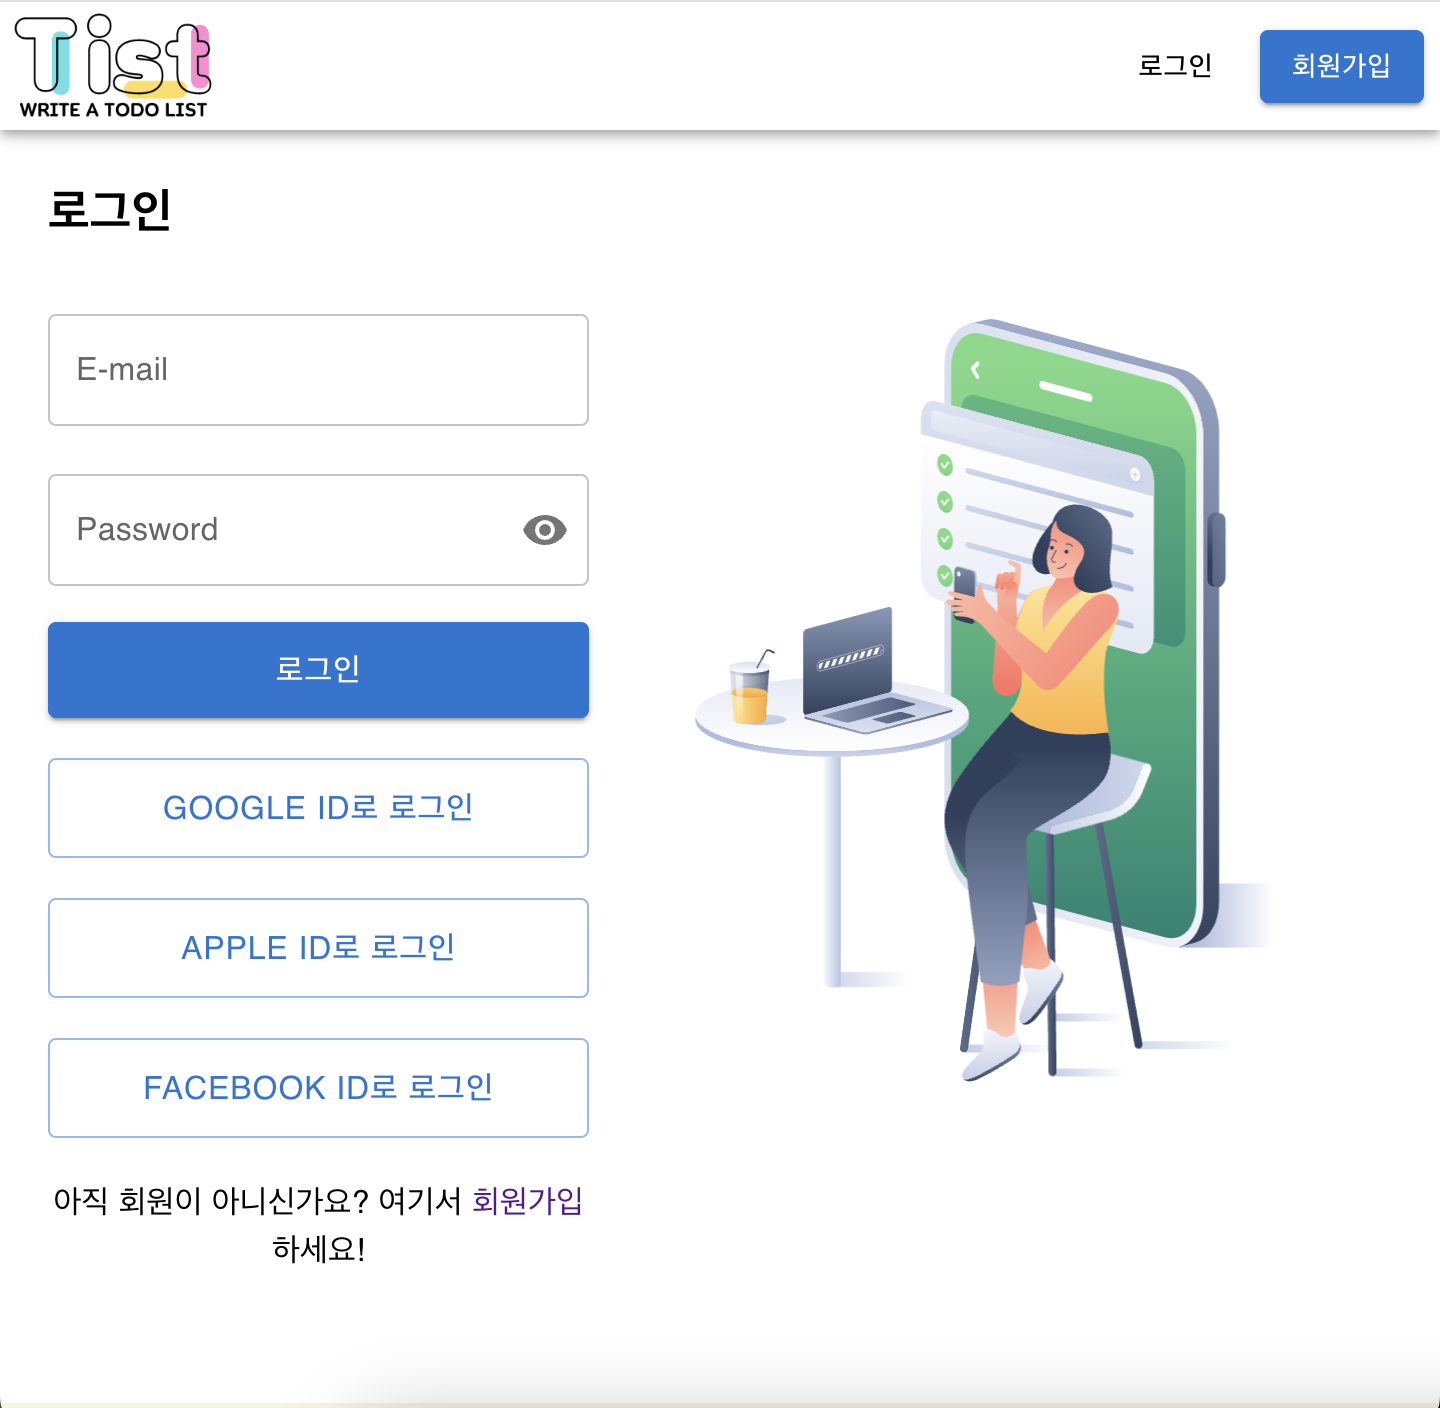 Tist
WRITE A TODO LIST
로그인
회원가입
로그인
E-mail
Password
로그인
GOOGLE ID로 로그인
APPLE ID로 로그인
FACEBOOK ID로 로그인
아직 회원이 아니신가요? 여기서 회원가입
하세요!